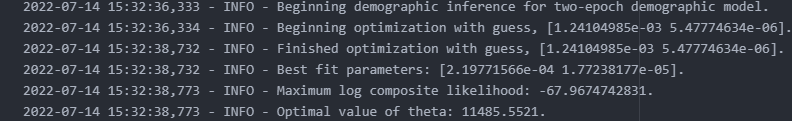 2022-07-14 15:32:36,333 - INFO - Beginning demographic inference for two-epoch demographic model.
2022-07-14 15:32:36,334 - INFO - Beginning optimization with guess, [1.24104985e-03 5.47774634e-06].
2022-07-14 15:32:38,732 - INFO - Finished optimization with guess, [1.24104985e-03 5.47774634e-06].
2022-07-14 15:32:38,732 - INFO - Best fit parameters: [2.19771566e-04 1.77238177e-05].
2022-07-14 15:32:38,773 - INFO - Maximum log composite likelihood: -67.9674742831.
2022-07-14 15:32:38,773 - INFO - Optimal value of theta: 11485.5521.